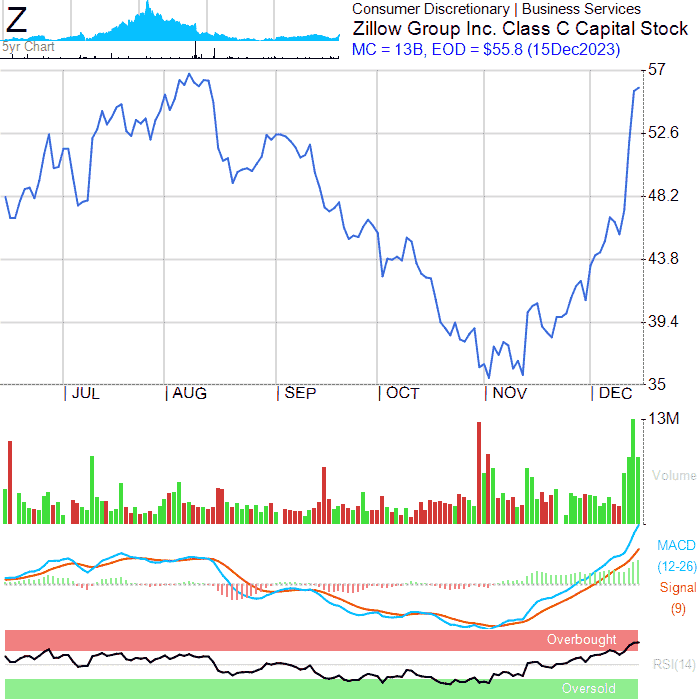 Z
5yr Chart
Consumer Discretionary | Business Services
Zillow Group Inc. Class C Capital Stock
MC = 13B, EOD = $55.8 (15Dec2023)
57
52.6
48.2
43.8
39.4
35
| JUL | AUG | SEP | OCT | NOV | DEC
13M
Volume
MACD
(12-26)
Signal
(9)
Overbought
RSI(14)
Oversold